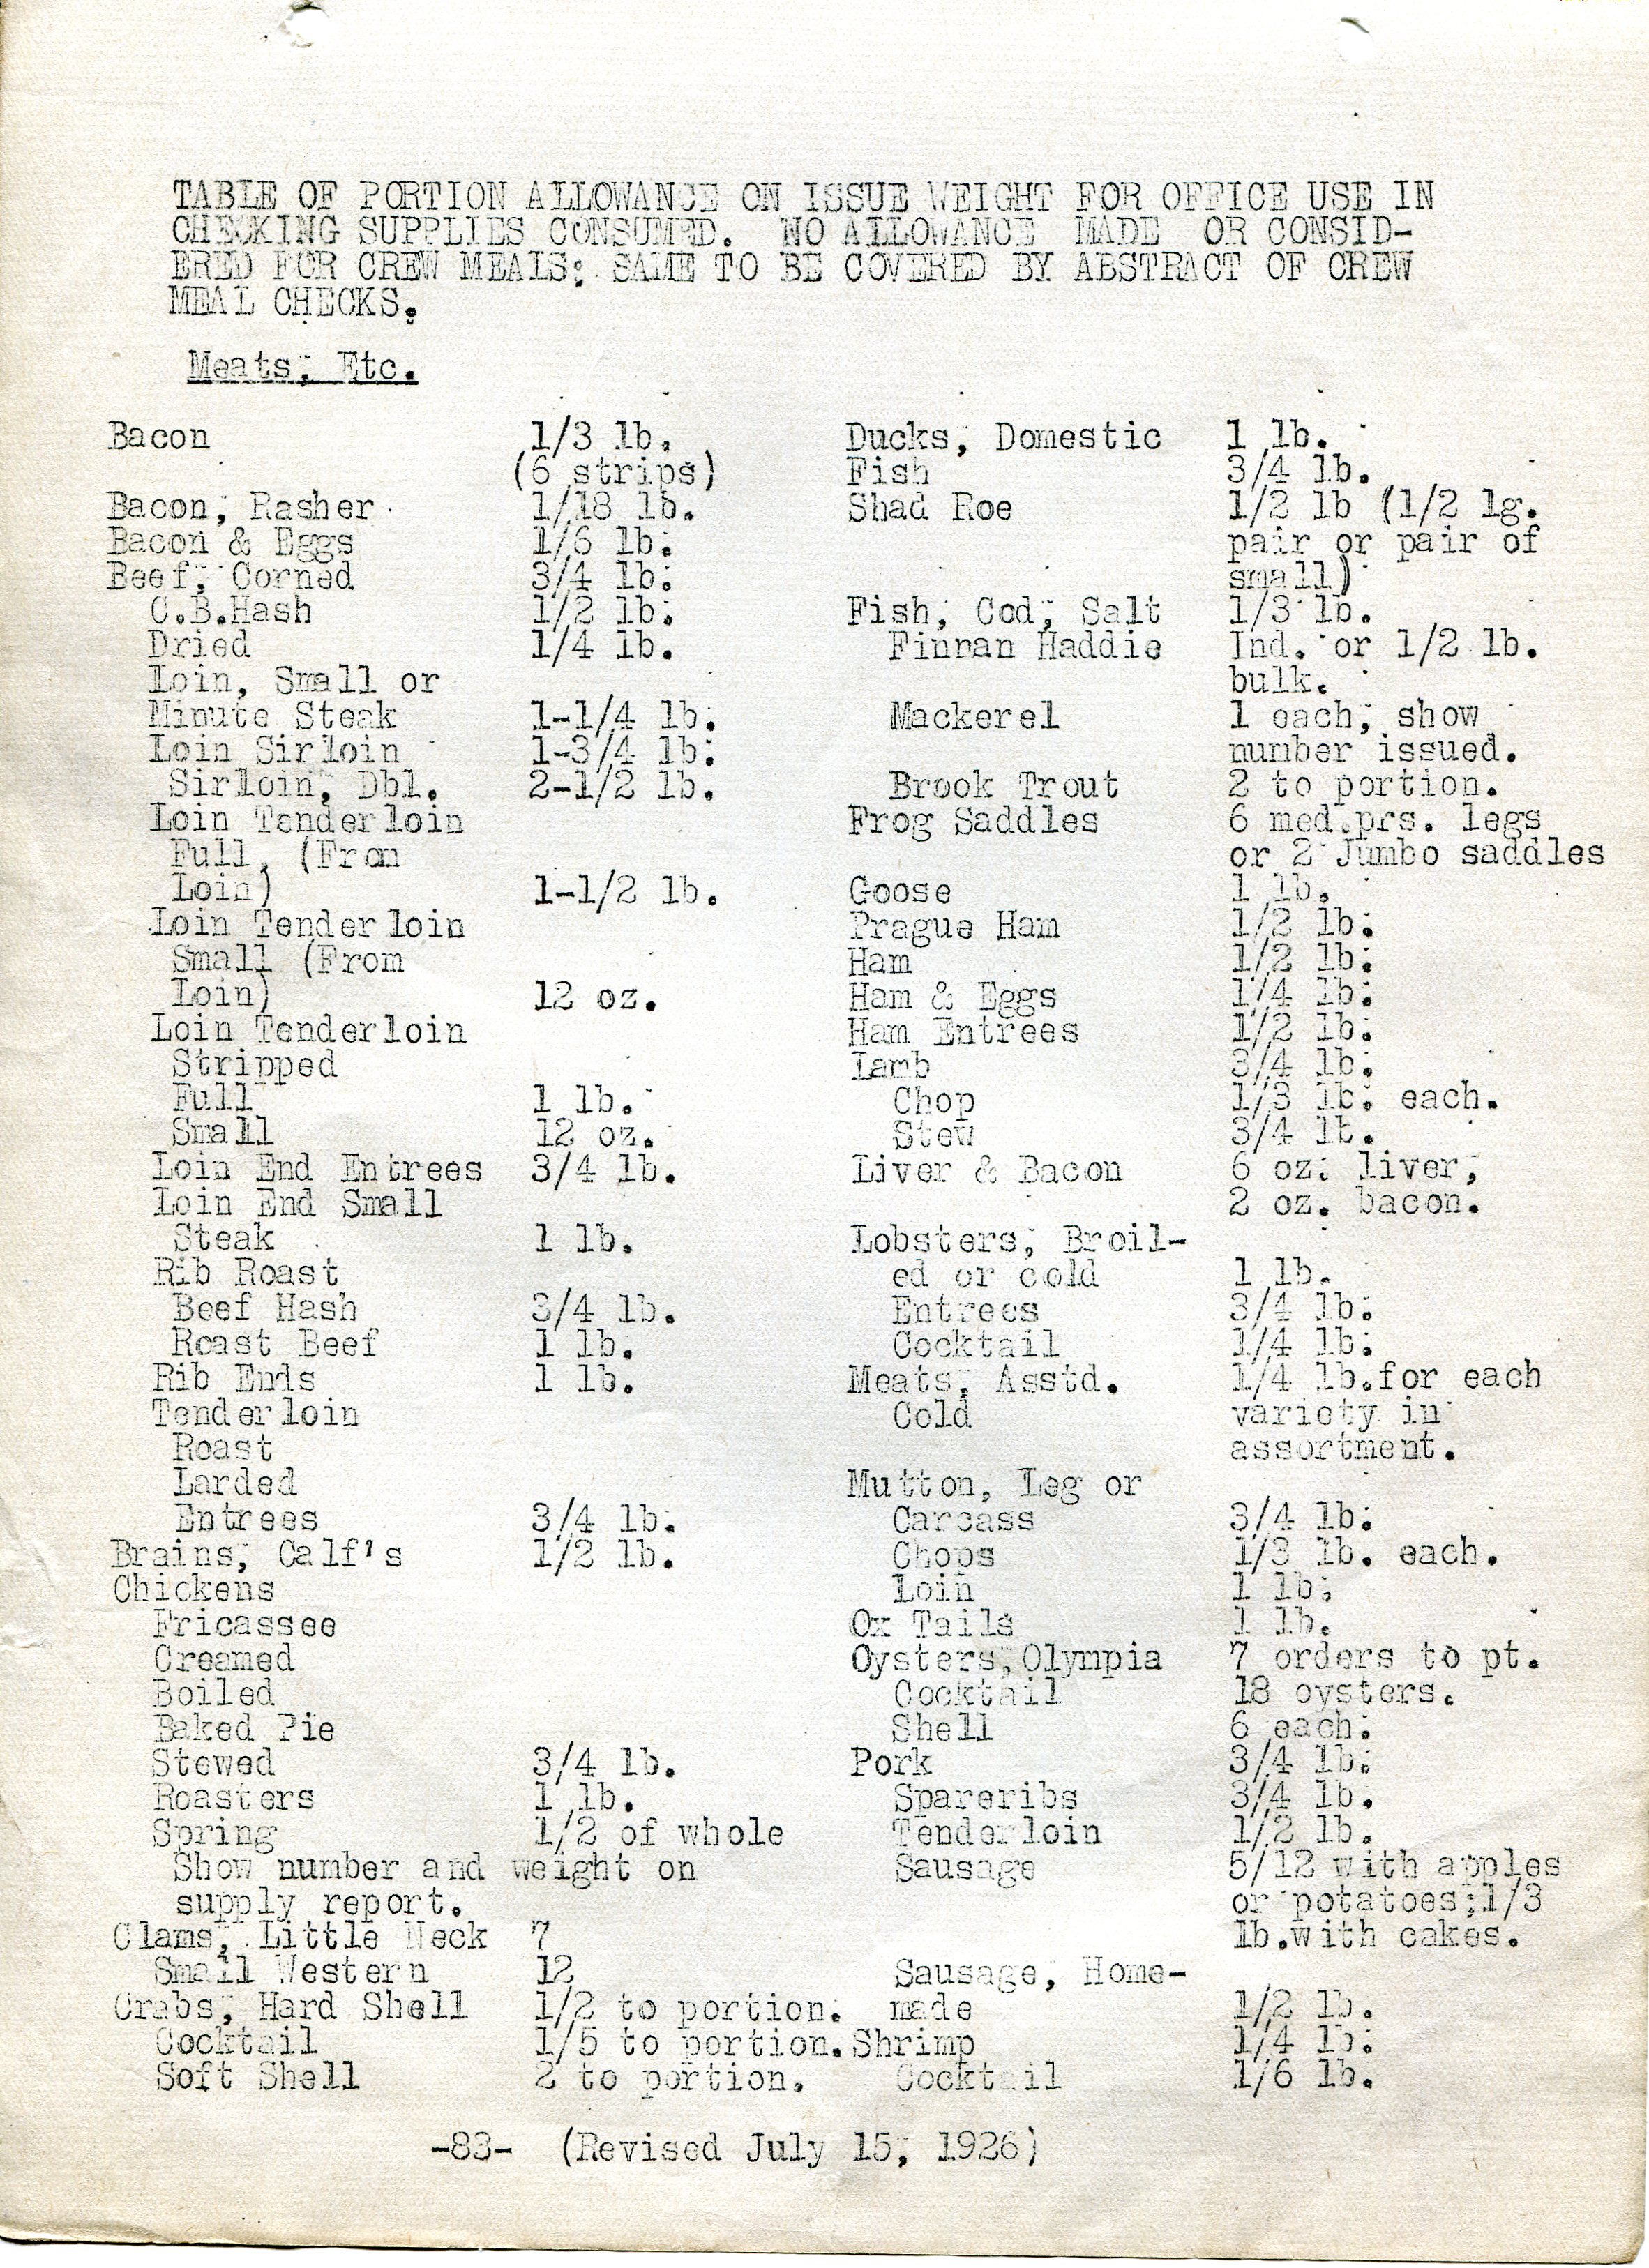 TABLE OF PORTION ALLOWANCE ON ISSUE WEIGHT FOR OFFICE USE IN
CHECKING SUPPLIES CONSUMED. NO ALLOWANCE MADE OR CONSID-
ERED FOR CREW MEALS; SAME TO BE COVERED BY ABSTRACT OF CREW
MEAL CHECKS.
Meats, Etc.
Bacon 1/3 lb.
(6 strips)
Bacon, Rasher 1/18 lb.
Bacon & Eggs 1/6 lb.
Beef, Corned 3/4 lb.
C.B.Hash 1/2 lb.
Dried 1/4 lb.
Loin, Small or
Minute Steak 1-1/4 lb.
Loin Sirloin 1-3/4 lb.
Sirloin, Dbl. 2-1/2 lb.
Loin Tenderloin
Full, (From
Loin) 1-1/2 lb.
Loin Tenderloin
Small (From
Loin) 12 oz.
Loin Tenderloin
Stripped
Full 1 lb.
Small 12 oz.
Loin End Entrees 3/4 lb.
Loin End Small
Steak 1 lb.
Rib Roast
Beef Hash 3/4 lb.
Roast Beef 1 lb.
Rib Ends 1 lb.
Tenderloin
Roast
Larded
Entrees 3/4 lb.
Brains, Calf's 1/2 lb.
Chickens
Fricassee
Creamed
Boiled
Baked Pie
Stewed 3/4 lb.
Roasters 1 lb.
Spring 1/2 of whole
Show number and weight on
supply report.
Clams, Little Neck 7
Small Western 12
Crabs, Hard Shell 1/2 to portion.
Cocktail 1/5 to portion.
Soft Shell 2 to portion.
Ducks, Domestic 1 lb.
Fish 3/4 lb.
Shad Roe 1/2 lb (1/2 lg.
pair or pair of
small)
Fish, Cod, Salt 1/3 lb.
Finnan Haddie Ind. or 1/2 lb.
bulk.
Mackerel 1 each, show
number issued.
Brook Trout 2 to portion.
Frog Saddles 6 med.prs. legs
or 2 Jumbo saddles
Goose 1 lb.
Prague Ham 1/2 lb.
Ham 1/2 lb.
Ham & Eggs 1/4 lb.
Ham Entrees 1/2 lb.
Lamb 3/4 lb.
Chop 1/3 lb. each.
Stew 3/4 lb.
Liver & Bacon 6 oz. liver,
2 oz. bacon.
Lobsters, Broil-
ed or cold 1 lb.
Entrees 3/4 lb.
Cocktail 1/4 lb.
Meats, Asstd. 1/4 lb.for each
Cold variety in
assortment.
Mutton, Leg or
Carcass 3/4 lb.
Chops 1/3 lb. each.
Loin 1 lb.
Ox Tails 1 lb.
Oysters, Olympia 7 orders to pt.
Cocktail 18 oysters.
Shell 6 each.
Pork 3/4 lb.
Spareribs 3/4 lb.
Tenderloin 1/2 lb.
Sausage 5/12 with apples
or potatoes;1/3
lb.with cakes.
Sausage, Home-
made 1/2 lb.
Shrimp 1/4 lb.
Cocktail 1/6 lb.
-83- (Revised July 15, 1926)